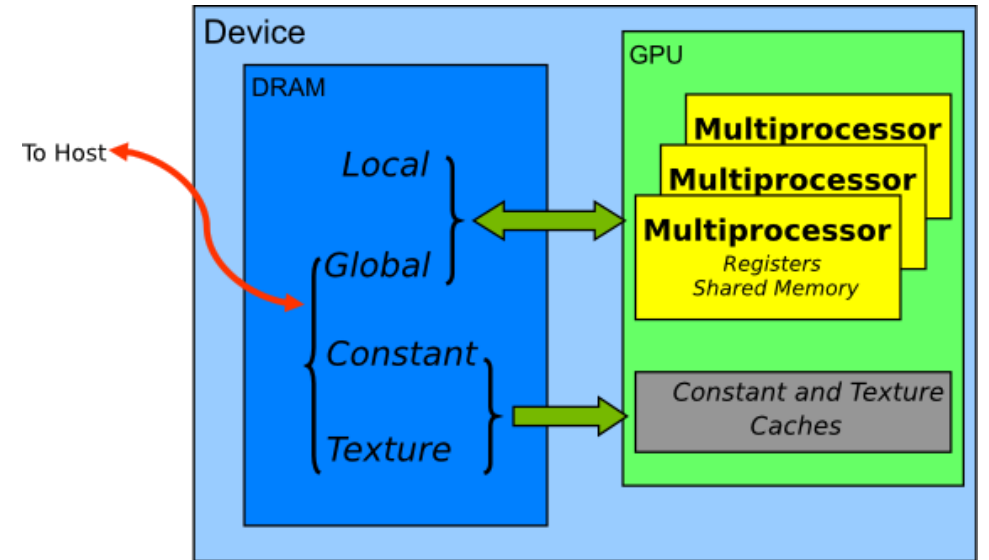 Device
DRAM
To Host
Local
Global
Constant
Texture
GPU
Multiprocessor
Multiprocessor
Multiprocessor
Registers
Shared Memory
Constant and Texture
Caches